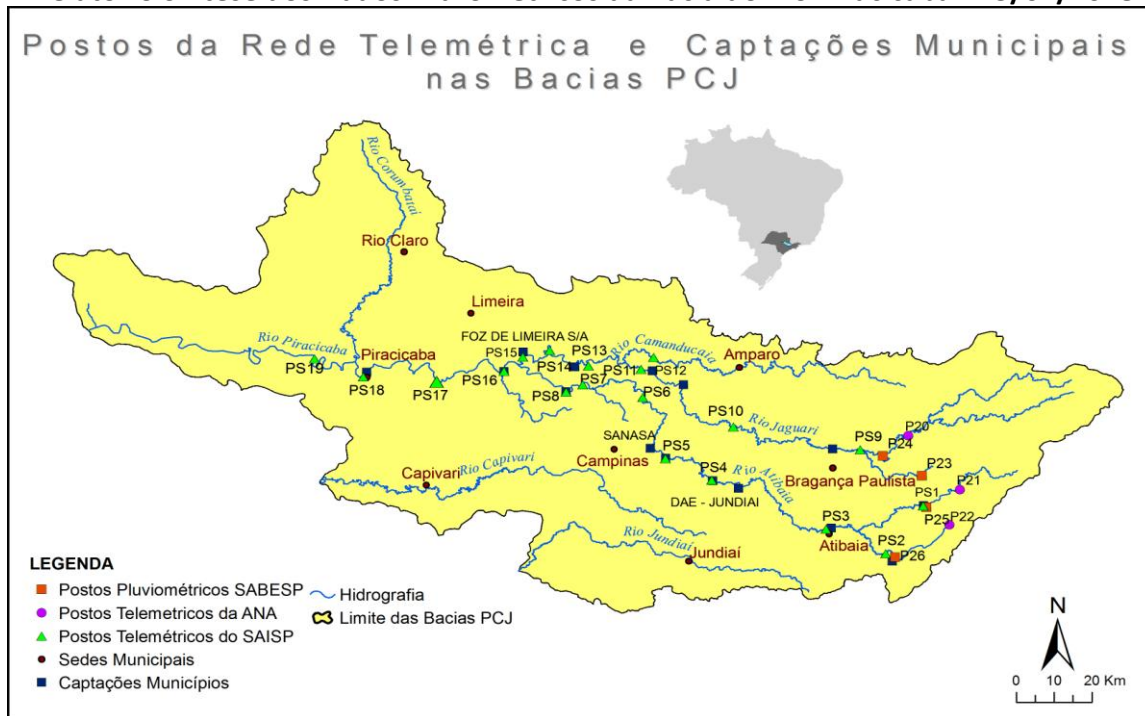 Postos da Rede Telemétrica e Captações Municipais
nas Bacias PCJ
Rio Corumbataí
Rio Claro
Limeira
FOZ DE LIMEIRA S/A
Rio Camanducaia
Rio Piracicaba
Piracicaba
PS15
PS13
Amparo
PS19
PS14
PS11
PS12
PS16
PS7
PS18
PS17
PS8
PS6
PS10
Rio Jaguari
P20
SANASA
PS9
P24
Campinas
PS5
Rio Capivari
Capivari
PS4
Rio Atibaia
Bragança Paulista
P23
DAE - JUNDIAI
PS1
P21
PS3
P25
P22
Atibaia
PS2
P26
Rio Jundiaí
Jundiaí
LEGENDA
Postos Pluviométricos SABESP
Hidrografia
Postos Telemetricos da ANA
Limite das Bacias PCJ
Postos Telemétricos do SAISP
Sedes Municipais
Captações Municípios
N
0 10 20 Km